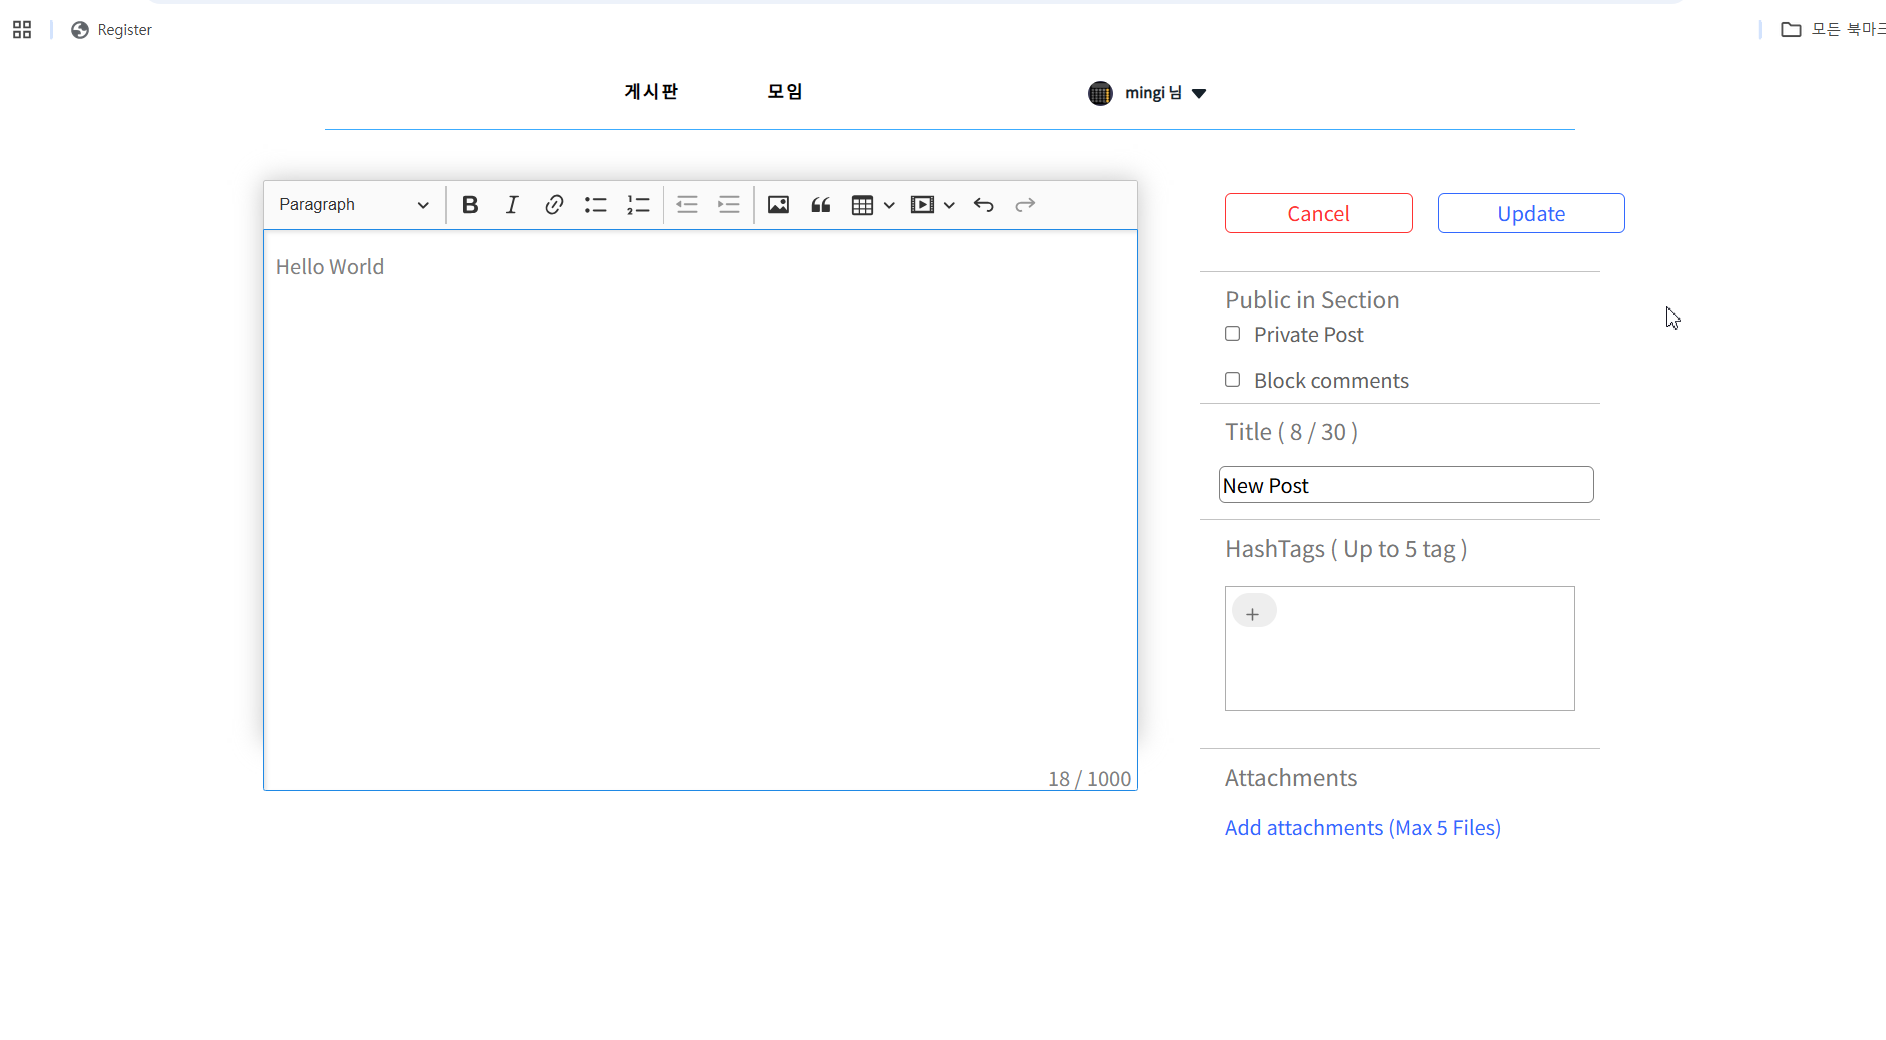 Register
모든 북마크
게시판 모임 mingi 님
Paragraph
Cancel Update
Hello World
Public in Section
Private Post
Block comments
Title ( 8 / 30 )
New Post
HashTags ( Up to 5 tag )
+
18 / 1000
Attachments
Add attachments (Max 5 Files)